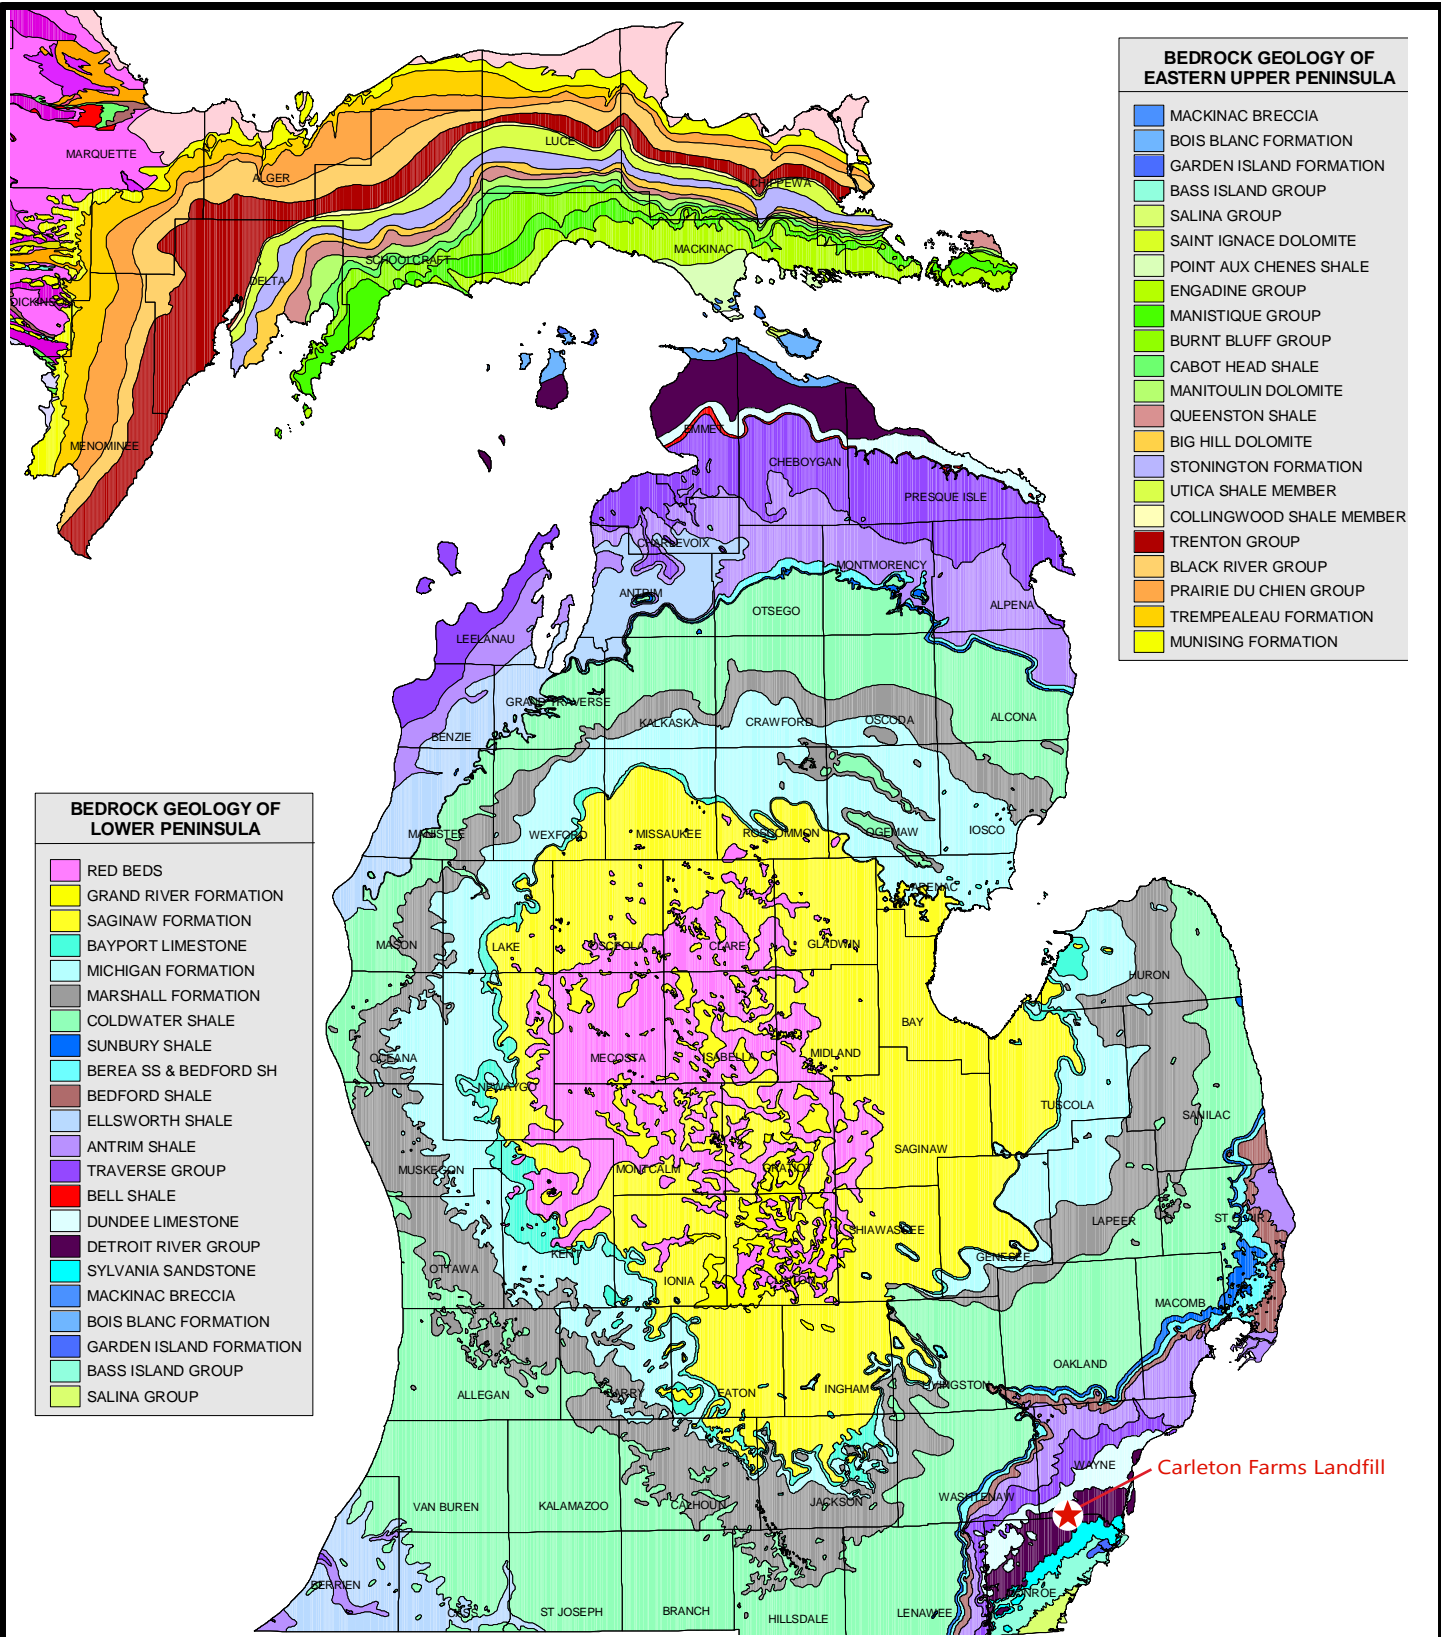 BEDROCK GEOLOGY OF
EASTERN UPPER PENINSULA
MACKINAC BRECCIA
BOIS BLANC FORMATION
GARDEN ISLAND FORMATION
BASS ISLAND GROUP
SALINA GROUP
SAINT IGNACE DOLOMITE
POINT AUX CHENES SHALE
ENGADINE GROUP
MANISTIQUE GROUP
BURNT BLUFF GROUP
CABOT HEAD SHALE
MANITOULIN DOLOMITE
QUEENSTON SHALE
BIG HILL DOLOMITE
STONINGTON FORMATION
UTICA SHALE MEMBER
COLLINGWOOD SHALE MEMBER
TRENTON GROUP
BLACK RIVER GROUP
PRAIRIE DU CHIEN GROUP
TREMPEALEAU FORMATION
MUNISING FORMATION
MARQUETTE
LUCE
ALGER
CHIPPEWA
MACKINAC
SCHOOLCRAFT
DELTA
DICKINSON
MENOMINEE
EMMET
CHEBOYGAN
PRESQUE ISLE
CHARLEVOIX
MONTMORENCY
ANTRIM
OTSEGO
ALPENA
LEELANAU
GRAND TRAVERSE
KALKASKA
CRAWFORD
OSCODA
ALCONA
BENZIE
MANISTEE
WEXFORD
MISSAUKEE
ROSCOMMON
OGEMAW
IOSCO
ARENAC
MASON
LAKE
OSCEOLA
CLARE
GLADWIN
HURON
BAY
OCEANA
NEWAYGO
MECOSTA
ISABELLA
MIDLAND
TUSCOLA
SANILAC
SAGINAW
MUSKEGON
MONTCALM
GRATIOT
LAPEER
ST CLAIR
SHIAWASSEE
GENESEE
KENT
OTTAWA
IONIA
CLINTON
MACOMB
OAKLAND
ALLEGAN
BARRY
EATON
INGHAM
LIVINGSTON
WAYNE
Carleton Farms Landfill
VAN BUREN
KALAMAZOO
CALHOUN
JACKSON
WASHTENAW
BERRIEN
CASS
ST JOSEPH
BRANCH
HILLSDALE
LENAWEE
MONROE
BEDROCK GEOLOGY OF
LOWER PENINSULA
RED BEDS
GRAND RIVER FORMATION
SAGINAW FORMATION
BAYPORT LIMESTONE
MICHIGAN FORMATION
MARSHALL FORMATION
COLDWATER SHALE
SUNBURY SHALE
BEREA SS & BEDFORD SH
BEDFORD SHALE
ELLSWORTH SHALE
ANTRIM SHALE
TRAVERSE GROUP
BELL SHALE
DUNDEE LIMESTONE
DETROIT RIVER GROUP
SYLVANIA SANDSTONE
MACKINAC BRECCIA
BOIS BLANC FORMATION
GARDEN ISLAND FORMATION
BASS ISLAND GROUP
SALINA GROUP